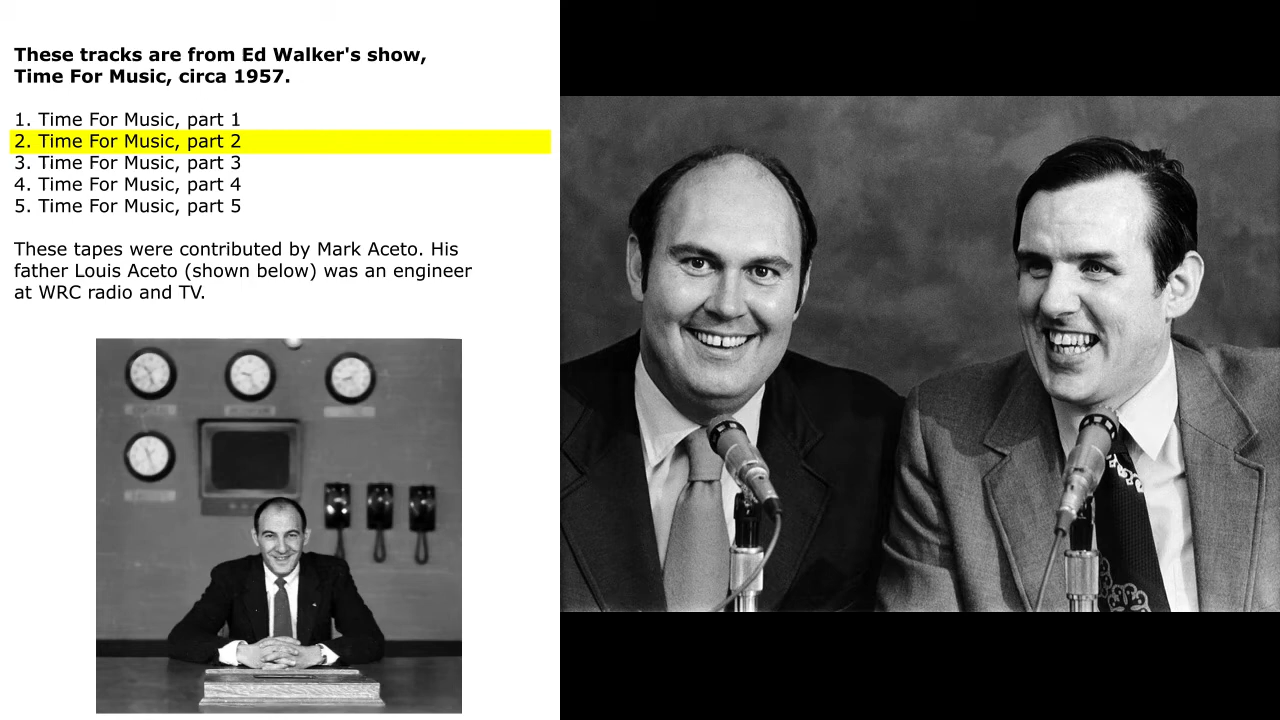 These tracks are from Ed Walker's show,
Time For Music, circa 1957.
1. Time For Music, part 1
2. Time For Music, part 2
3. Time For Music, part 3
4. Time For Music, part 4
5. Time For Music, part 5
These tapes were contributed by Mark Aceto. His
father Louis Aceto (shown below) was an engineer
at WRC radio and TV.